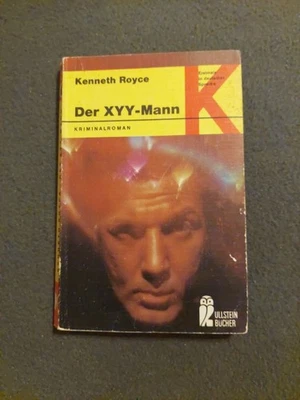 Kenneth Royce
Der XYY-Mann
KRIMINALROMAN
K
ULLSTEIN
BÜCHER